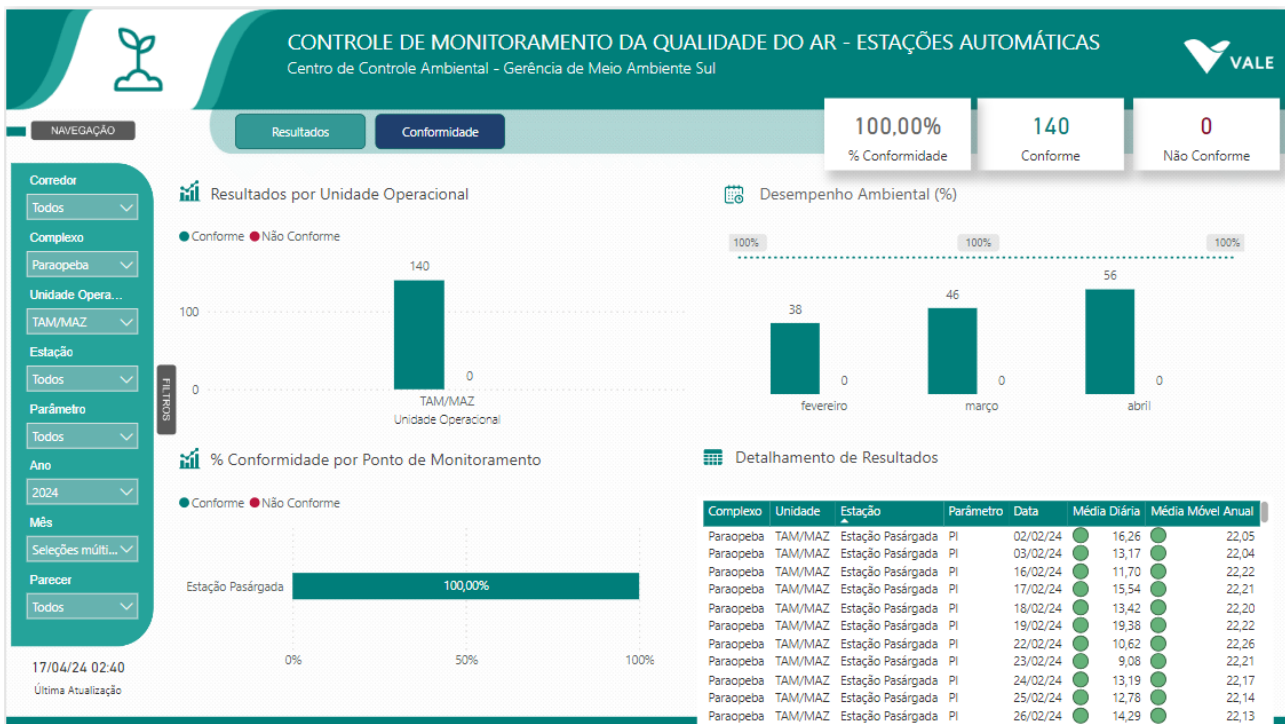 CONTROLE DE MONITORAMENTO DA QUALIDADE DO AR - ESTAÇÕES AUTOMÁTICAS
Centro de Controle Ambiental - Gerência de Meio Ambiente Sul
VALE
NAVEGAÇÃO
Resultados
Conformidade
100,00%
% Conformidade
140
Conforme
0
Não Conforme
Corredor
Todos
Complexo
Paraopeba
Unidade Opera...
TAM/MAZ
Estação
Todos
Parâmetro
Todos
Ano
2024
Mês
Seleções múlti...
Parecer
Todos
17/04/24 02:40
Última Atualização
FILTROS
Resultados por Unidade Operacional
Conforme Não Conforme
140
100
0
0
TAM/MAZ
Unidade Operacional
Desempenho Ambiental (%)
100% 100% 100%
38 0 46 0 56 0
fevereiro março abril
% Conformidade por Ponto de Monitoramento
Conforme Não Conforme
Estação Pasárgada 100,00%
0% 50% 100%
Detalhamento de Resultados
Complexo Unidade Estação Parâmetro Data Média Diária Média Móvel Anual
Paraopeba TAM/MAZ Estação Pasárgada PI 02/02/24 16,26 22,05
Paraopeba TAM/MAZ Estação Pasárgada PI 03/02/24 13,17 22,04
Paraopeba TAM/MAZ Estação Pasárgada PI 16/02/24 11,70 22,22
Paraopeba TAM/MAZ Estação Pasárgada PI 17/02/24 15,54 22,21
Paraopeba TAM/MAZ Estação Pasárgada PI 18/02/24 13,42 22,20
Paraopeba TAM/MAZ Estação Pasárgada PI 19/02/24 19,38 22,22
Paraopeba TAM/MAZ Estação Pasárgada PI 22/02/24 10,62 22,26
Paraopeba TAM/MAZ Estação Pasárgada PI 23/02/24 9,08 22,21
Paraopeba TAM/MAZ Estação Pasárgada PI 24/02/24 13,19 22,17
Paraopeba TAM/MAZ Estação Pasárgada PI 25/02/24 12,78 22,14
Paraopeba TAM/MAZ Estação Pasárgada PI 26/02/24 14,29 22,13